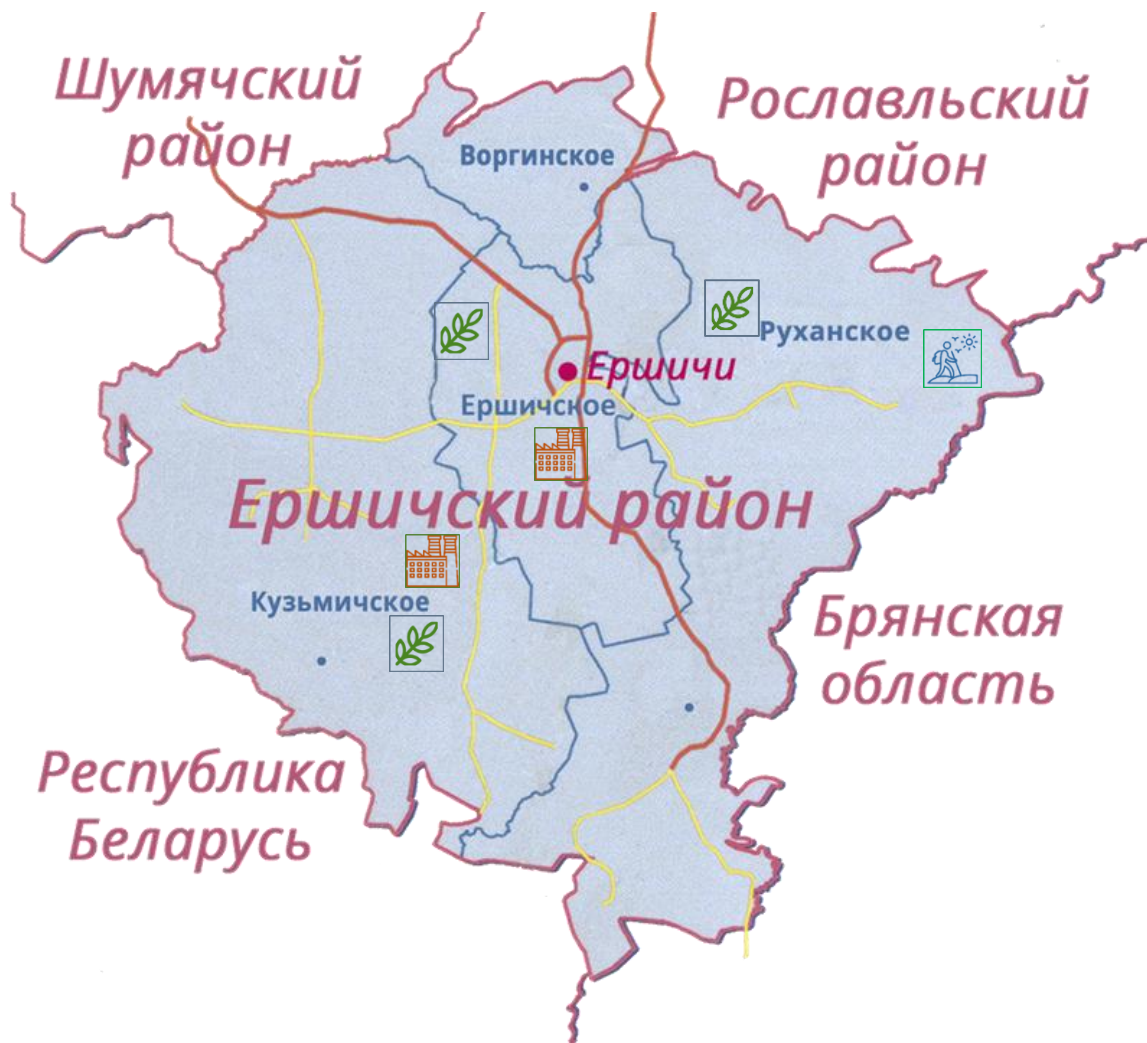 Шумячский
район
Рославльский
район
Воргинское
Руханское
Ершичи
Ершичское
Ершичский район
Кузьмичское
Брянская
область
Республика
Беларусь